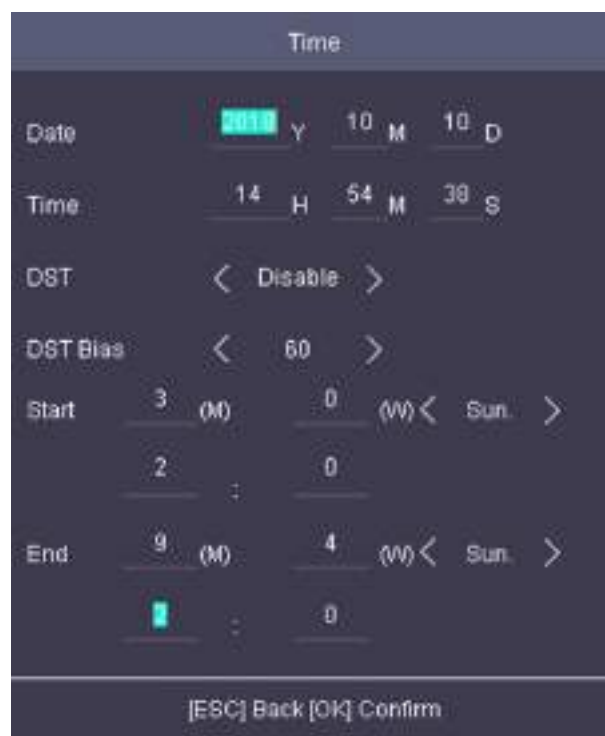 Time
Date 2018 Y 10 M 10 D
Time 14 H 54 M 38 S
DST < Disable >
DST Bias < 60 >
Start 3 (M) 0 (W) < Sun. >
2 : 0
End 9 (M) 4 (W) < Sun. >
2 : 0
[ESC] Back [OK] Confirm